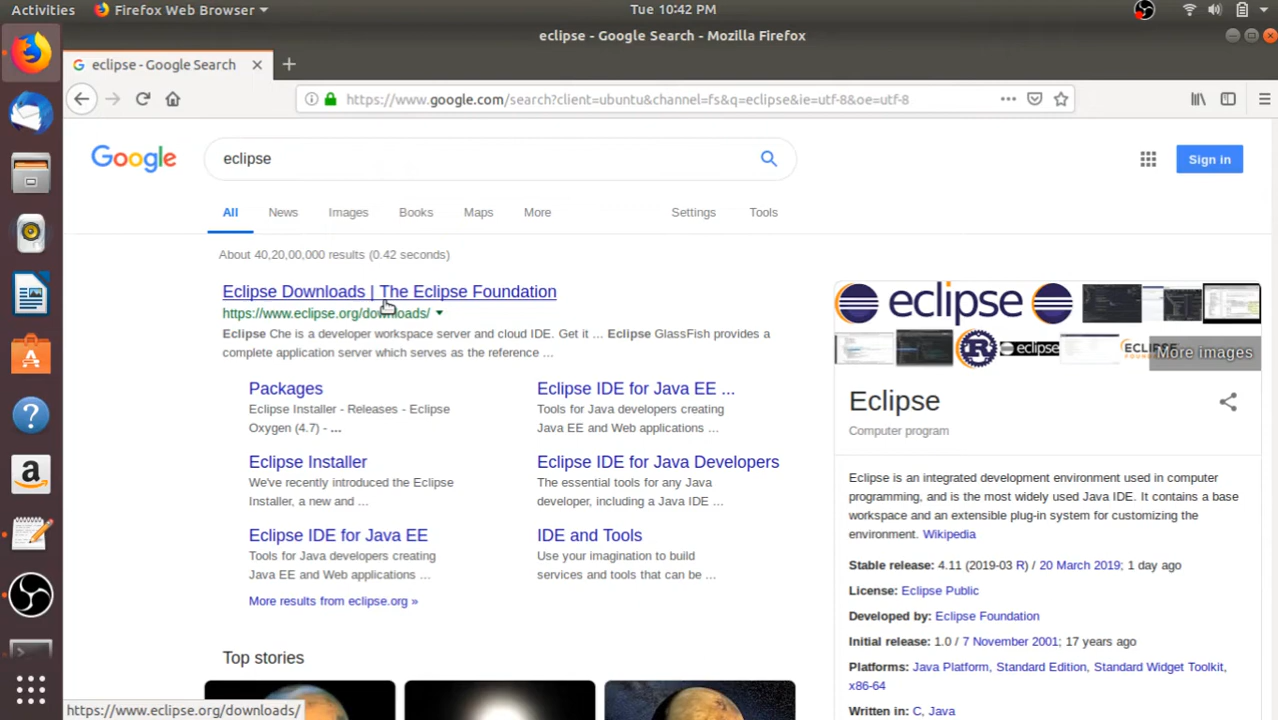 Activities Firefox Web Browser Tue 10:42 PM
eclipse - Google Search - Mozilla Firefox
eclipse - Google Search
https://www.google.com/search?client=ubuntu&channel=fs&q=eclipse&ie=utf-8&oe=utf-8
Google eclipse Sign in
All News Images Books Maps More Settings Tools
About 40,20,00,000 results (0.42 seconds)
Eclipse Downloads | The Eclipse Foundation
https://www.eclipse.org/downloads/
Eclipse Che is a developer workspace server and cloud IDE. Get it ... Eclipse GlassFish provides a
complete application server which serves as the reference ...
Packages
Eclipse Installer - Releases - Eclipse
Oxygen (4.7) - ...
Eclipse IDE for Java EE ...
Tools for Java developers creating
Java EE and Web applications ...
Eclipse Installer
We've recently introduced the Eclipse
Installer, a new and ...
Eclipse IDE for Java Developers
The essential tools for any Java
developer, including a Java IDE ...
Eclipse IDE for Java EE
Tools for Java developers creating
Java EE and Web applications ...
IDE and Tools
Use your imagination to build
services and tools that can be ...
More results from eclipse.org »
Top stories
eclipse
eclipse
More images
Eclipse
Computer program
Eclipse is an integrated development environment used in computer
programming, and is the most widely used Java IDE. It contains a base
workspace and an extensible plug-in system for customizing the
environment. Wikipedia
Stable release: 4.11 (2019-03 R) / 20 March 2019; 1 day ago
License: Eclipse Public
Developed by: Eclipse Foundation
Initial release: 1.0 / 7 November 2001; 17 years ago
Platforms: Java Platform, Standard Edition, Standard Widget Toolkit,
x86-64
Written in: C, Java
https://www.eclipse.org/downloads/